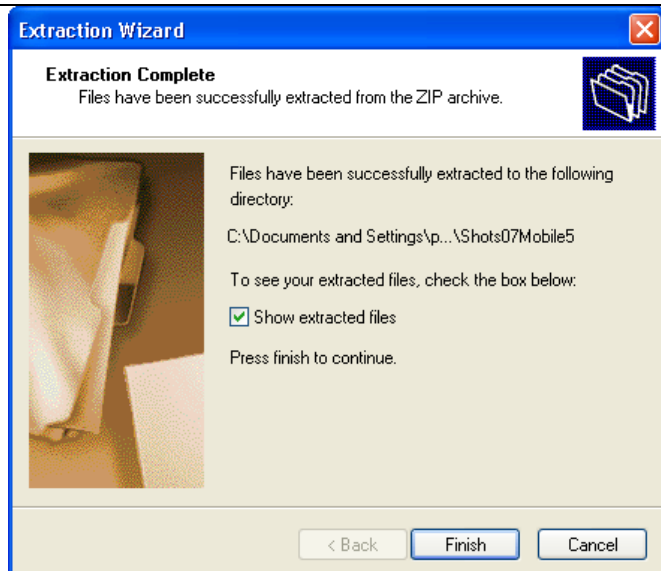 Extraction Wizard
Extraction Complete
Files have been successfully extracted from the ZIP archive.
Files have been successfully extracted to the following
directory:
C:\Documents and Settings\p...\Shots07Mobile5
To see your extracted files, check the box below:
Show extracted files
Press finish to continue.
< Back Finish Cancel